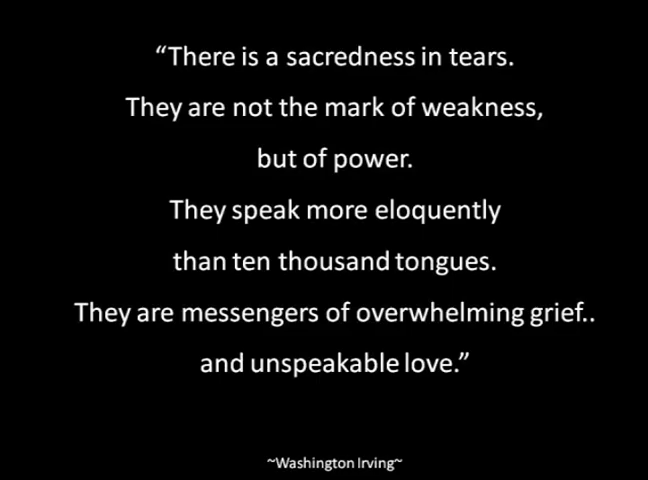 “There is a sacredness in tears.
They are not the mark of weakness,
but of power.
They speak more eloquently
than ten thousand tongues.
They are messengers of overwhelming grief..
and unspeakable love.”
~Washington Irving~